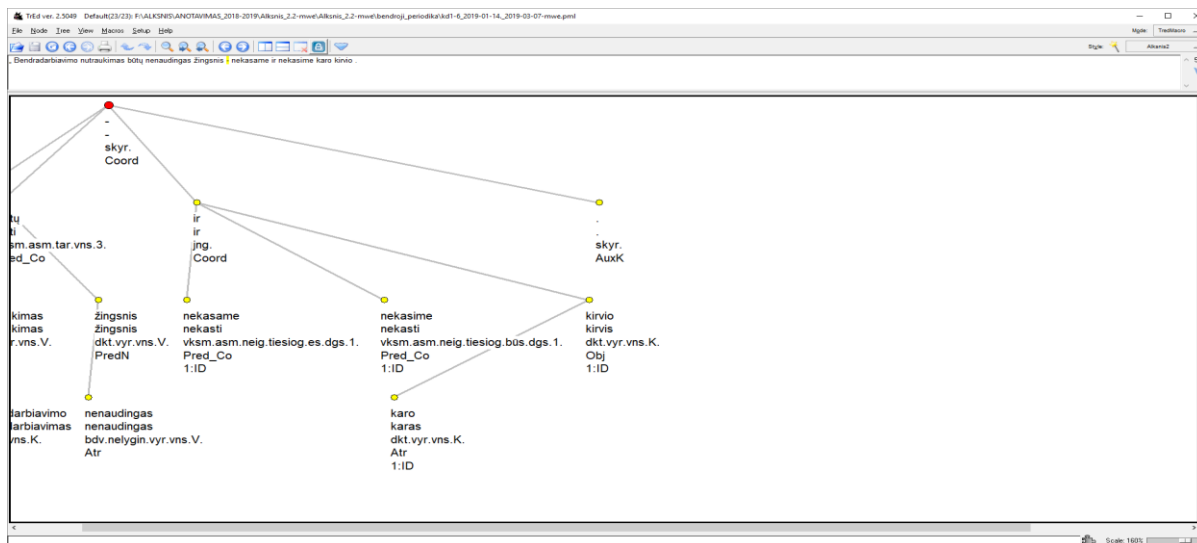 TrEd ver. 2.5049 Default(23/23): F:\ALKSNIS\ANOTAVIMAS_2018-2019\Alksnis_2.2-mwe\Alksnis_2.2-mwe\bendroji_periodika\kd1-6_2019-01-14._2019-03-07-mwe.pml
File Node Tree View Macros Setup Help
Mode: TredMacro
Style: Alksnis2
Bendradarbiavimo nutraukimas būtų nenaudingas žingsnis - nekasame ir nekasime karo kirvio .
-
-
skyr.
Coord
tų ir .
ti ir .
sm.asm.tar.vns.3. jng. skyr.
ed_Co Coord AuxK
kimas žingsnis nekasame nekasime kirvio
kimas žingsnis nekasti nekasti kirvis
r.vns.V. dkt.vyr.vns.V. vksm.asm.neig.tiesiog.es.dgs.1. vksm.asm.neig.tiesiog.būs.dgs.1. dkt.vyr.vns.K.
PredN Pred_Co Pred_Co Obj
1:ID 1:ID 1:ID
darbiavimo nenaudingas karo
darbiavimas nenaudingas karas
vns.K. bdv.nelygin.vyr.vns.V. dkt.vyr.vns.K.
Atr Atr
1:ID
Scale: 160%